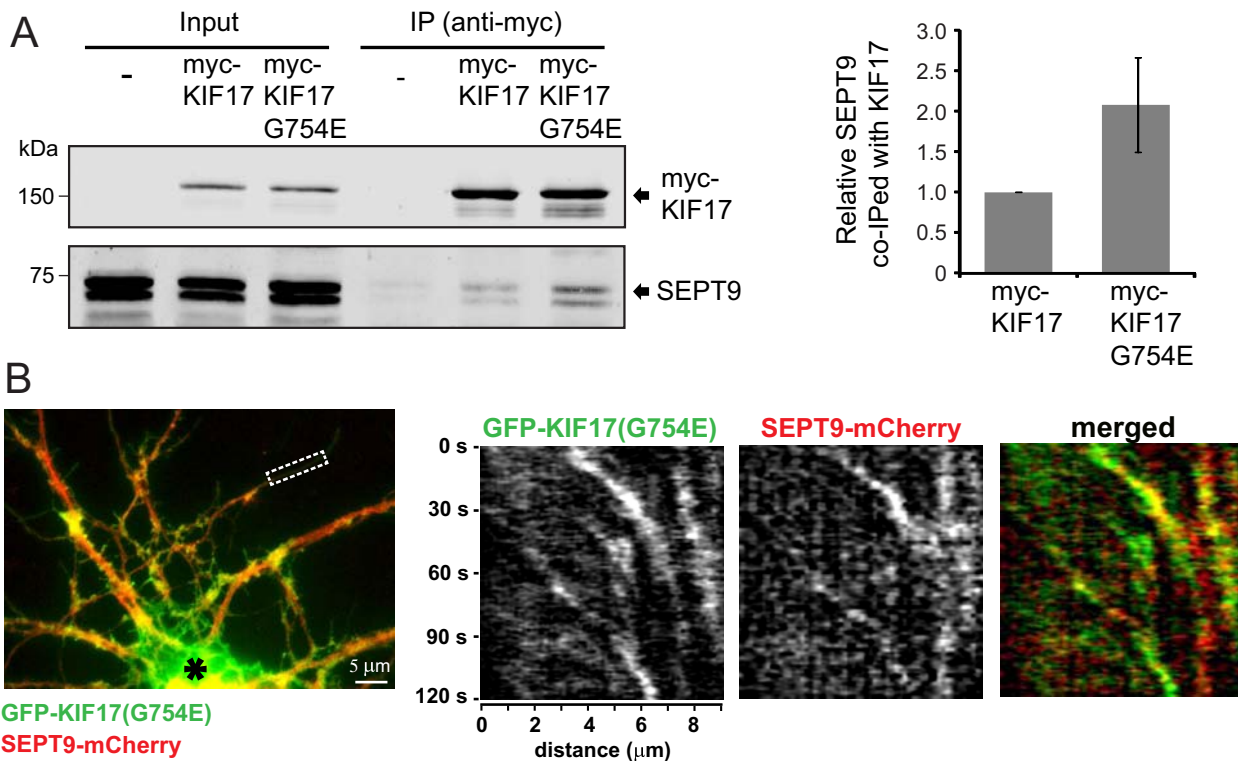 A
Input
IP (anti-myc)
-
myc-
KIF17
myc-
KIF17
G754E
-
myc-
KIF17
myc-
KIF17
G754E
kDa
150
myc-
KIF17
75
SEPT9
Relative SEPT9
co-IPed with KIF17
3.0
2.5
2.0
1.5
1.0
0.5
0
myc-
KIF17
myc-
KIF17
G754E
B
*
5 μm
GFP-KIF17(G754E)
SEPT9-mCherry
GFP-KIF17(G754E)
SEPT9-mCherry
merged
0 s
30 s
60 s
90 s
120 s
0 2 4 6 8
distance (μm)